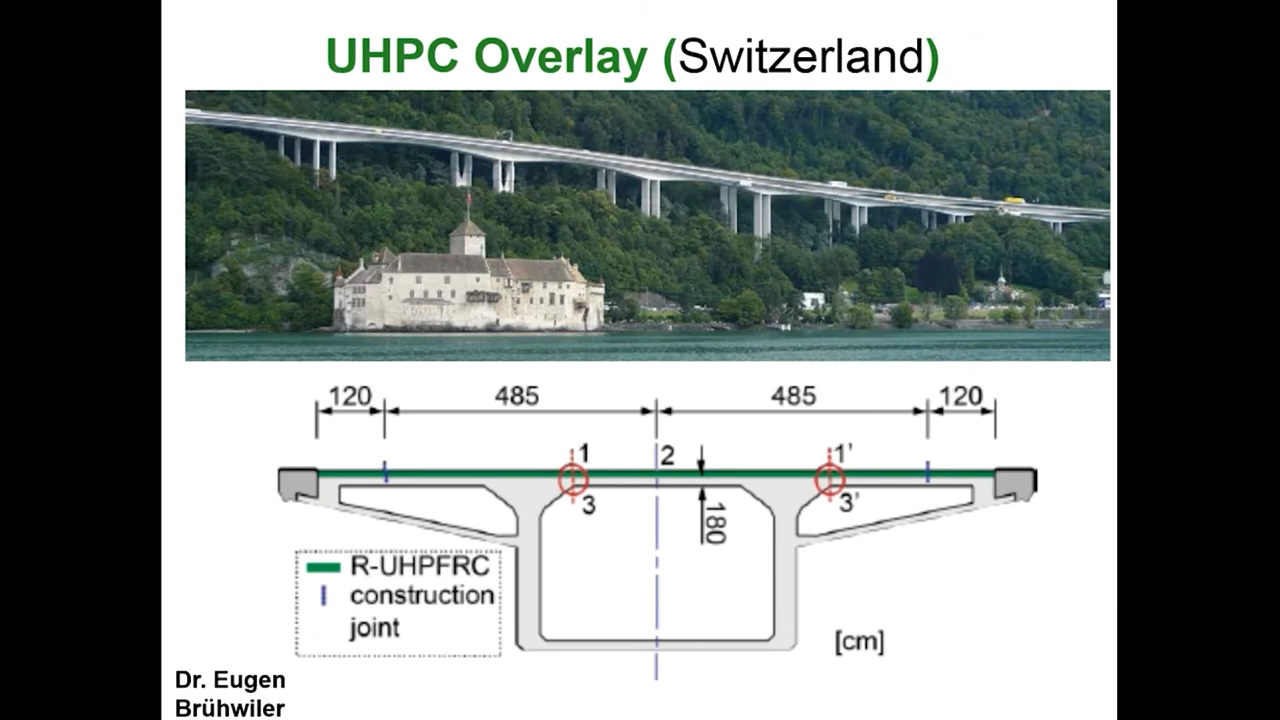 UHPC Overlay (Switzerland)
120
485
485
120
1
2
1'
3
3'
180
R-UHPFRC
construction
joint
[cm]
Dr. Eugen
Brühwiler